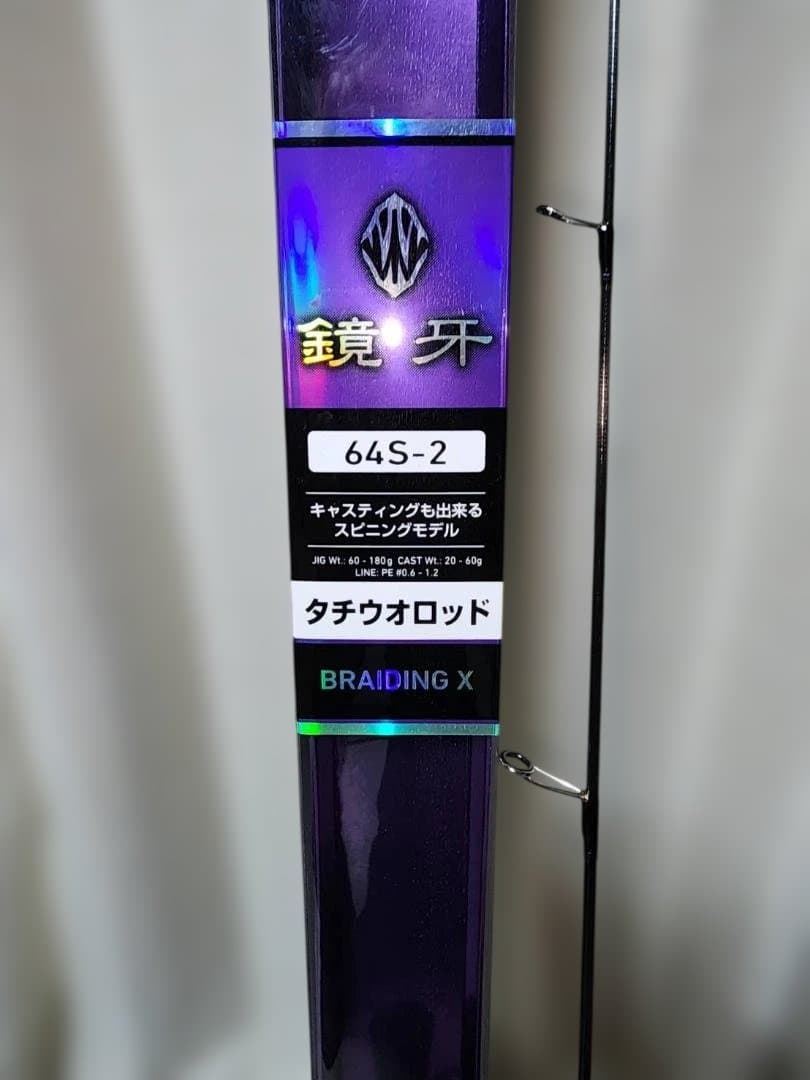 鏡牙
64S-2
キャスティングも出来る
スピニングモデル
JIG Wt.: 60 - 180g CAST Wt.: 20 - 60g
LINE: PE #0.6 - 1.2
タチウオロッド
BRAIDING X